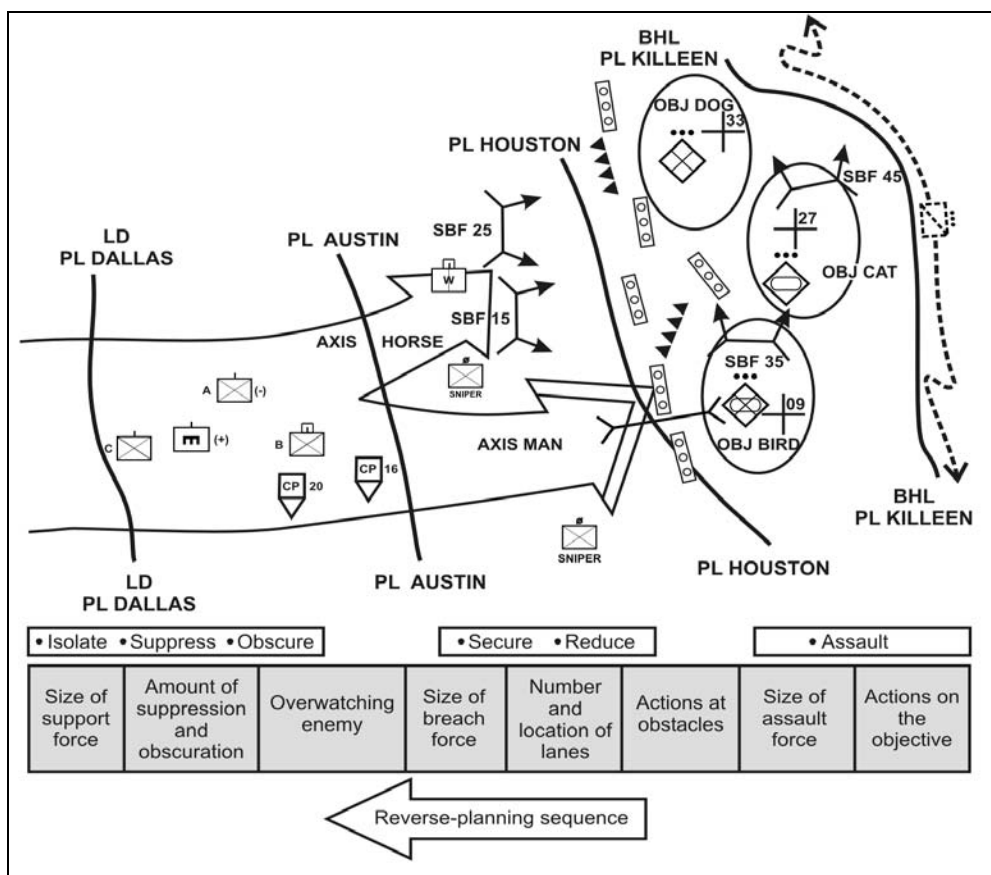 BHL
PL KILLEEN
OBJ DOG
33
PL HOUSTON
SBF 45
LD
PL DALLAS
PL AUSTIN
SBF 25
27
W
OBJ CAT
SBF 15
AXIS HORSE
SBF 35
SNIPER
A (-)
09
OBJ BIRD
C
E (+)
B
AXIS MAN
CP 16
CP 20
BHL
PL KILLEEN
SNIPER
PL HOUSTON
LD
PL DALLAS
PL AUSTIN
• Isolate • Suppress • Obscure
• Secure • Reduce
• Assault
Size of
support
force
Amount of
suppression
and
obscuration
Overwatching
enemy
Size of
breach
force
Number
and
location of
lanes
Actions at
obstacles
Size of
assault
force
Actions on
the
objective
Reverse-planning sequence